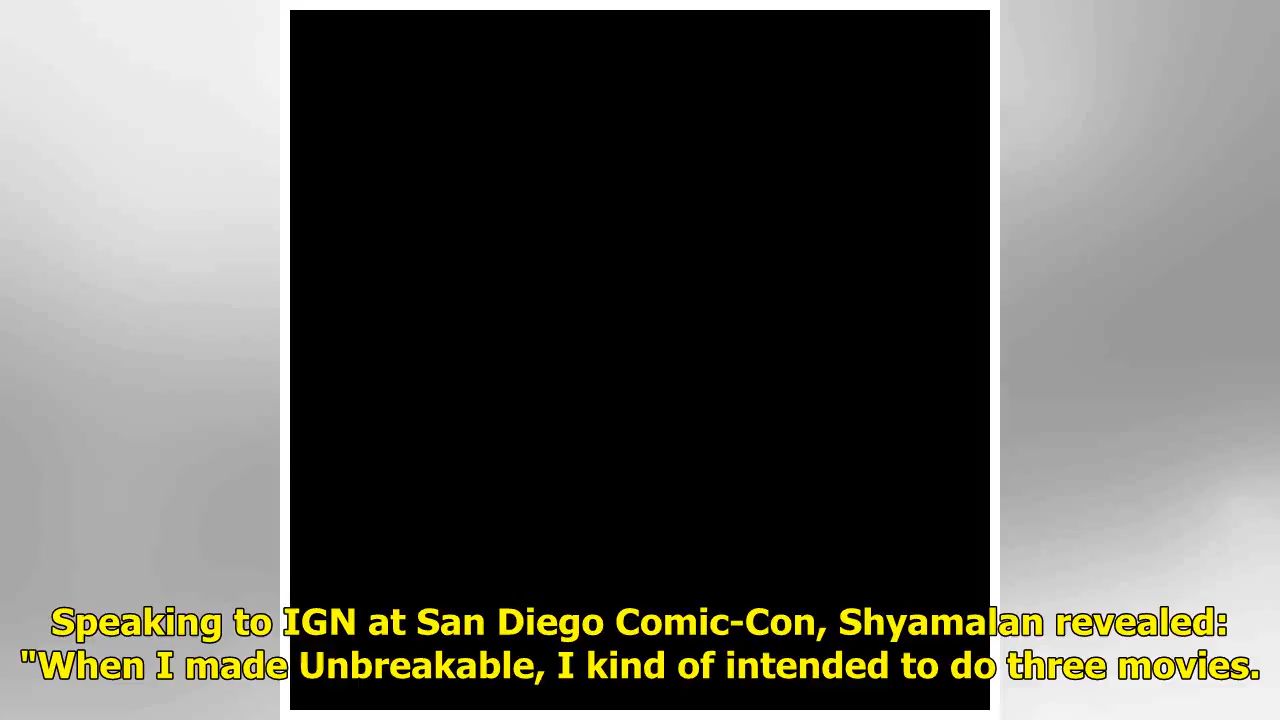 Speaking to IGN at San Diego Comic-Con, Shyamalan revealed:
"When I made Unbreakable, I kind of intended to do three movies.